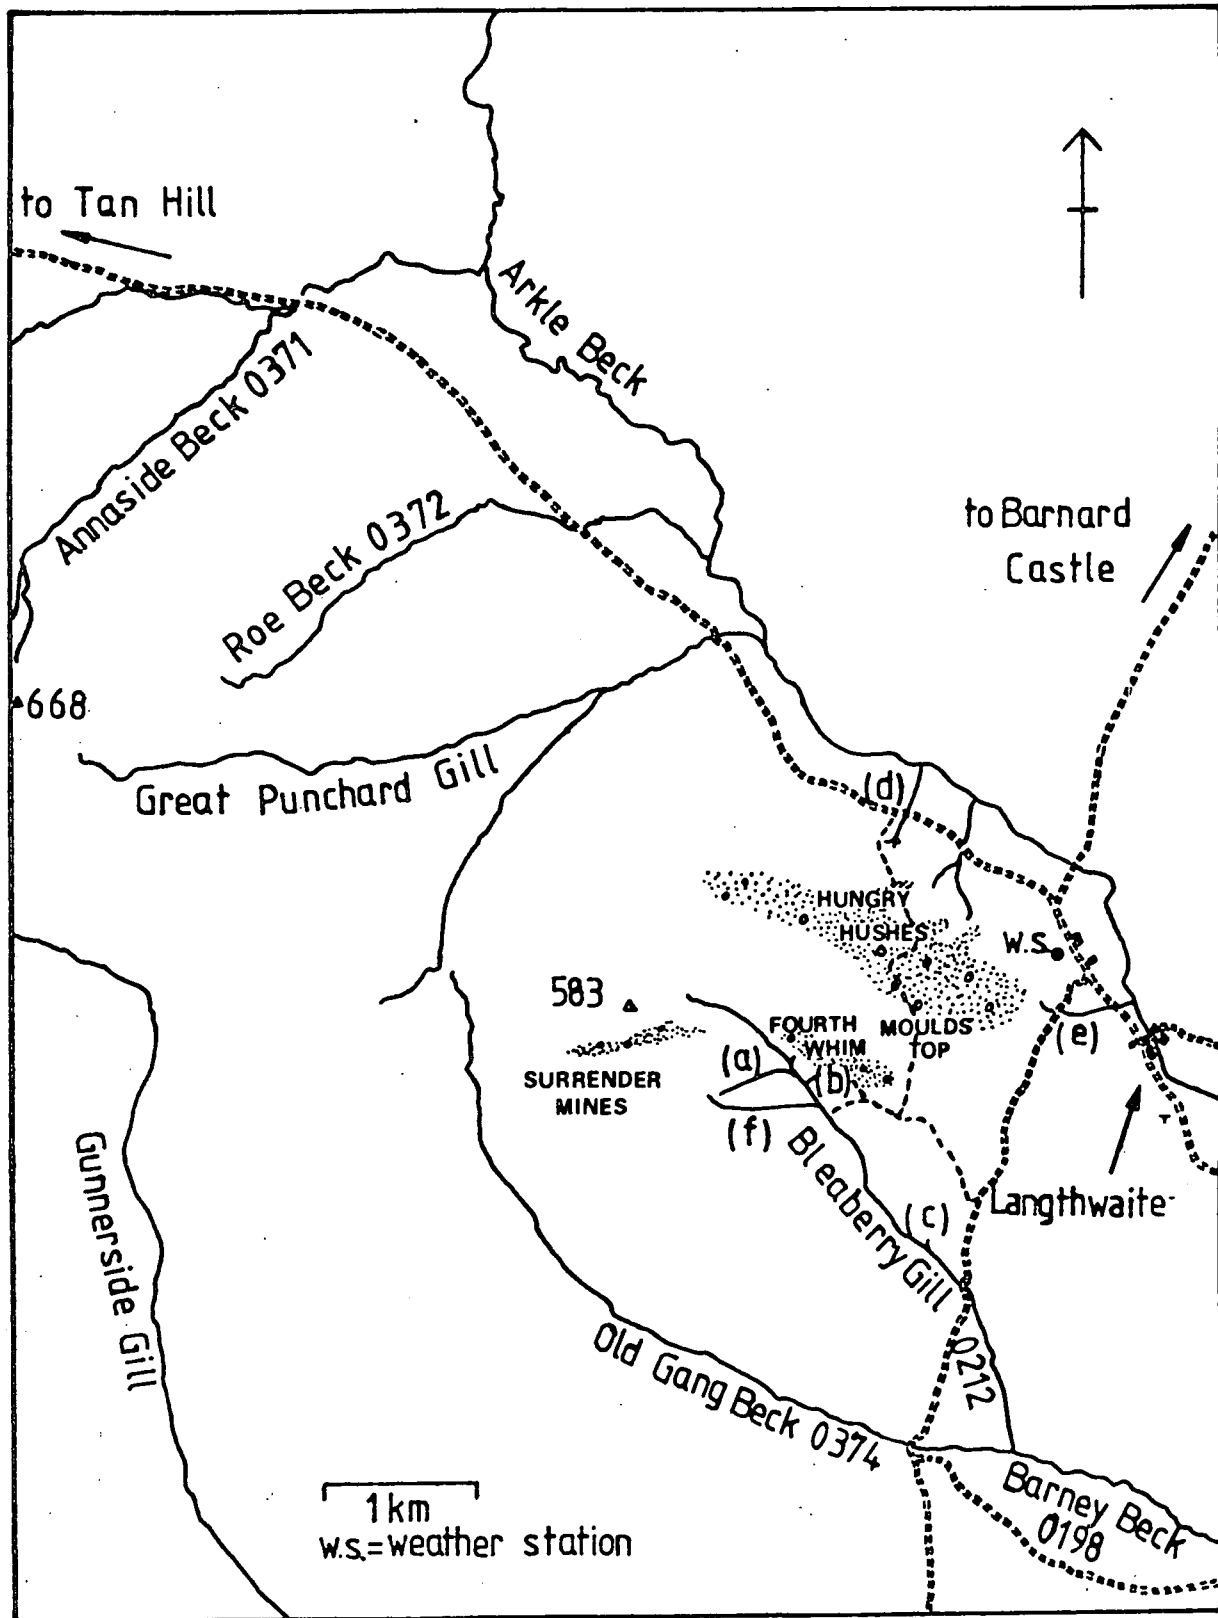 to Tan Hill
Arkle Beck
Annaside Beck 0371
Roe Beck 0372
to Barnard
Castle
668
Great Punchard Gill
(d)
HUNGRY
HUSHES
W.S.
583
FOURTH
WHIM
MOULDS
TOP
(e)
(a)
(b)
SURRENDER
MINES
(f)
Bleaberry Gill 0212
(c)
Langthwaite
Gunnerside Gill
Old Gang Beck 0374
Barney Beck
0198
1km
W.S.=weather station